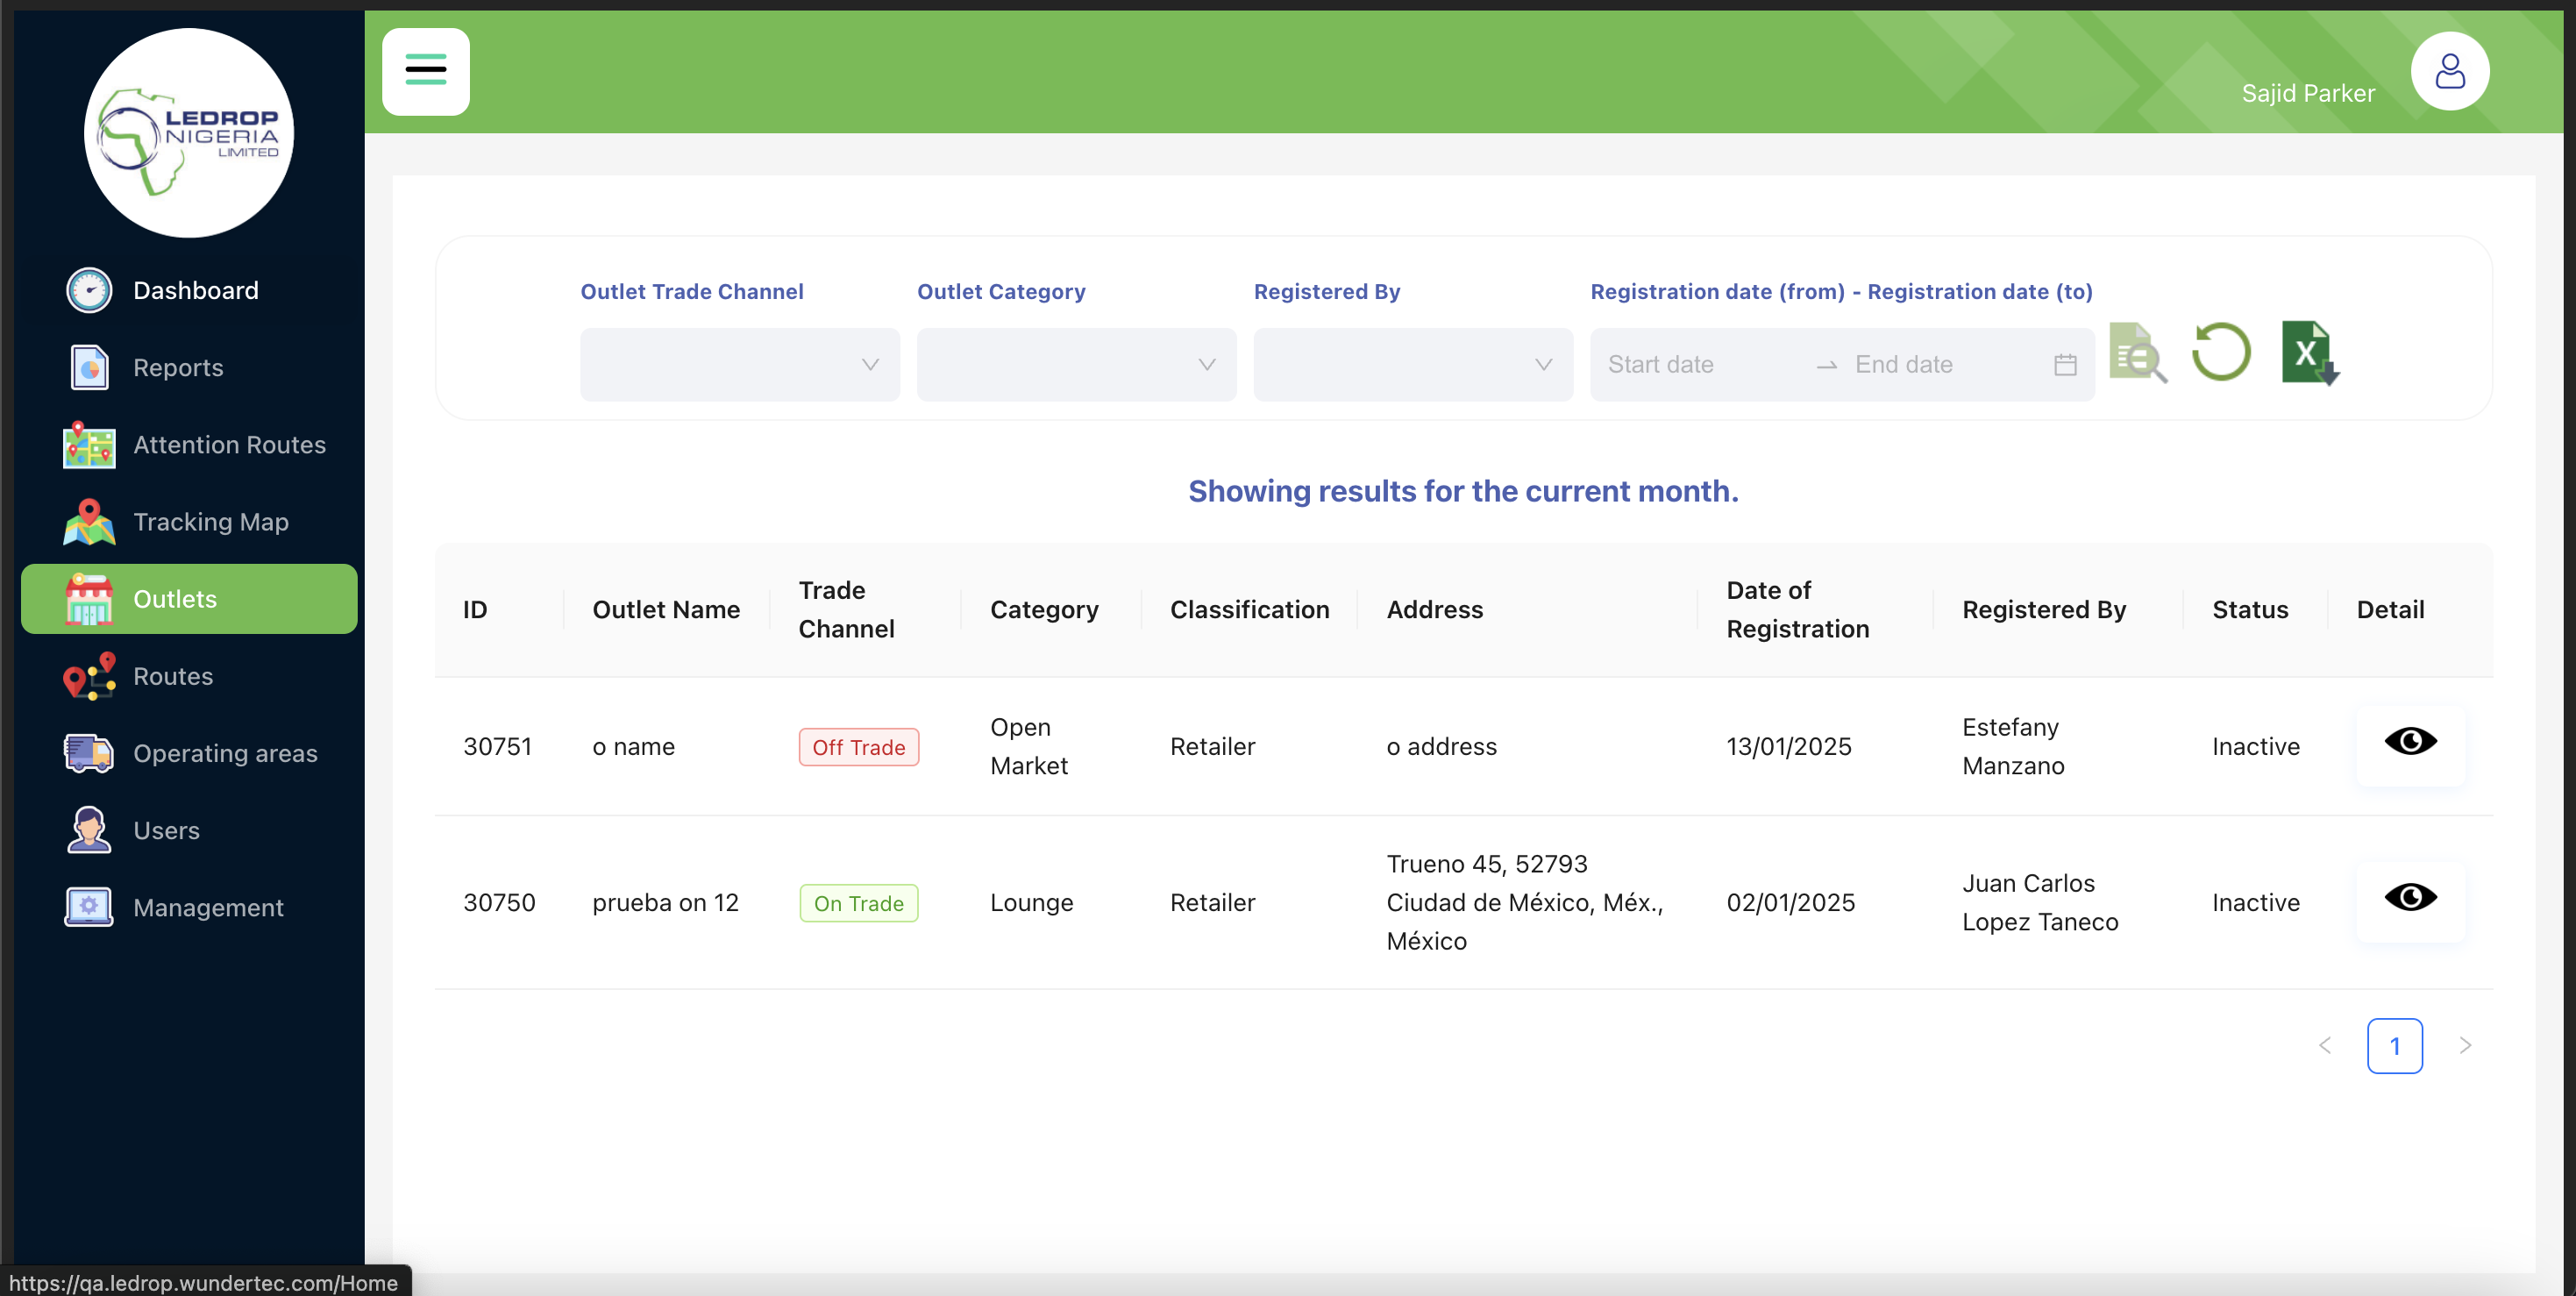 LEDROP
NIGERIA
LIMITED
Sajid Parker
Dashboard
Reports
Attention Routes
Tracking Map
Outlets
Routes
Operating areas
Users
Management
Outlet Trade Channel
Outlet Category
Registered By
Registration date (from) - Registration date (to)
Start date
End date
X
Showing results for the current month.
ID
Outlet Name
Trade
Channel
Category
Classification
Address
Date of
Registration
Registered By
Status
Detail
30751
o name
Off Trade
Open
Market
Retailer
o address
13/01/2025
Estefany
Manzano
Inactive
30750
prueba on 12
On Trade
Lounge
Retailer
Trueno 45, 52793
Ciudad de México, Méx.,
México
02/01/2025
Juan Carlos
Lopez Taneco
Inactive
1
https://qa.ledrop.wundertec.com/Home